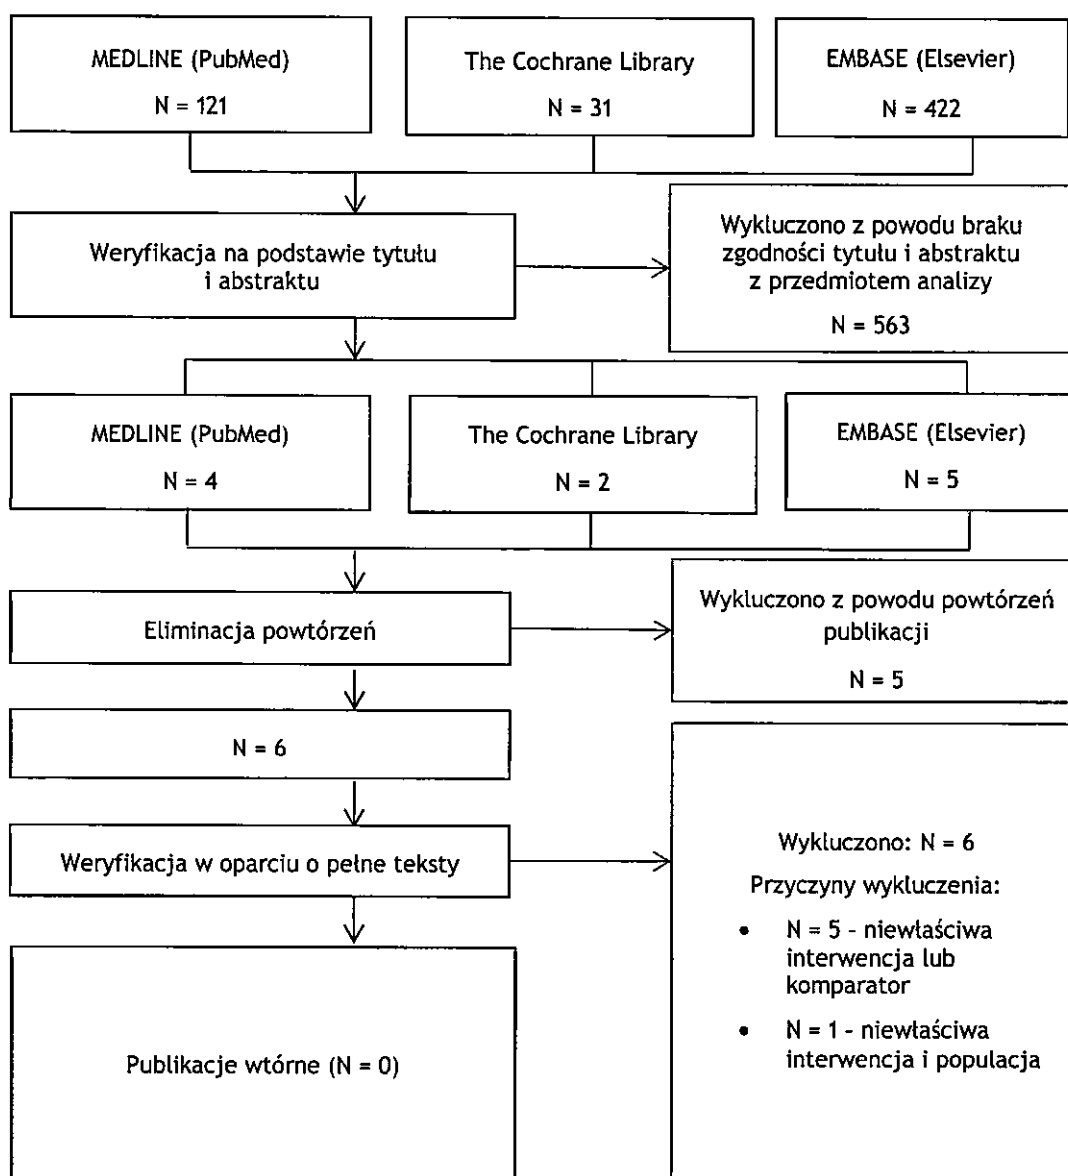 MEDLINE (PubMed)
N = 121
The Cochrane Library
N = 31
EMBASE (Elsevier)
N = 422
Weryfikacja na podstawie tytułu
i abstraktu
Wykluczono z powodu braku
zgodności tytułu i abstraktu
z przedmiotem analizy
N = 563
MEDLINE (PubMed)
N = 4
The Cochrane Library
N = 2
EMBASE (Elsevier)
N = 5
Eliminacja powtórzeń
Wykluczono z powodu powtórzeń
publikacji
N = 5
N = 6
Weryfikacja w oparciu o pełne teksty
Wykluczono: N = 6
Przyczyny wykluczenia:
• N = 5 - niewłaściwa
interwencja lub
komparator
• N = 1 - niewłaściwa
interwencja i populacja
Publikacje wtórne (N = 0)